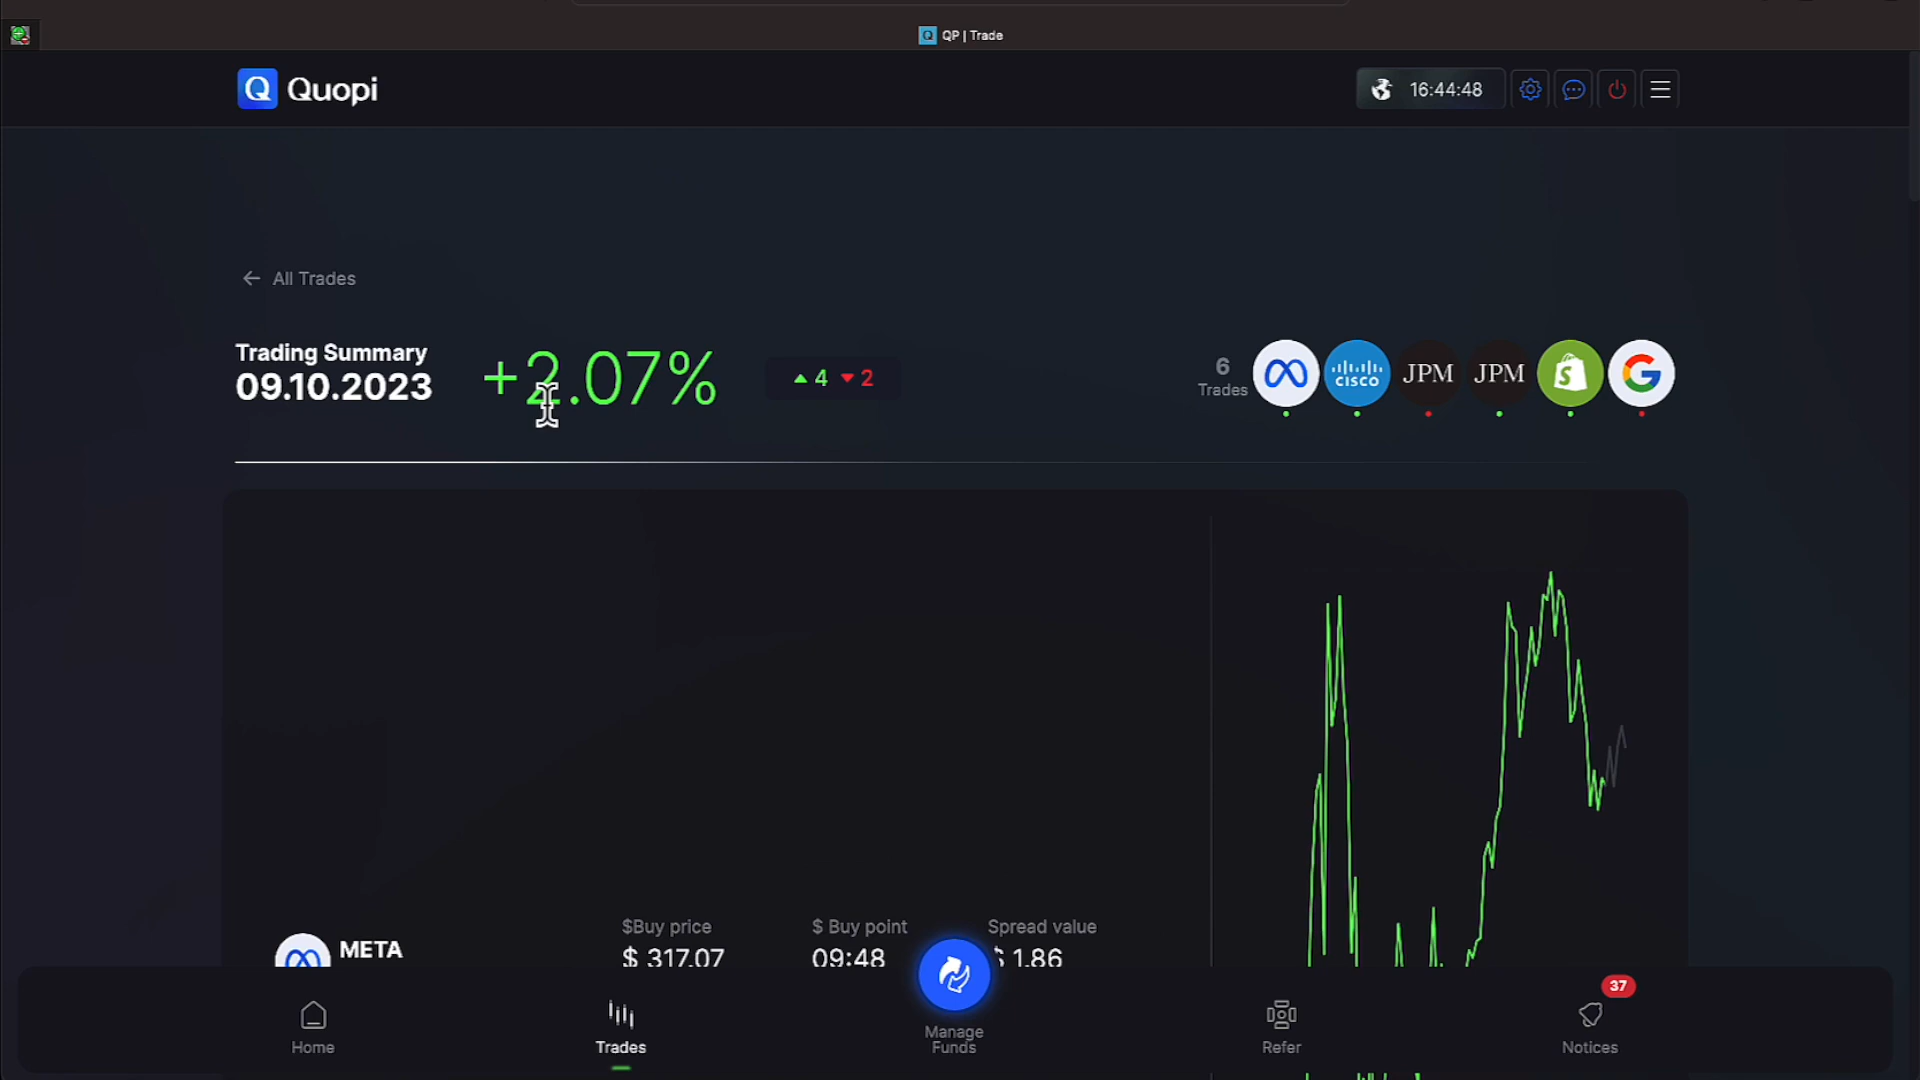 QP | Trade
Quopi
16:44:48
All Trades
Trading Summary
09.10.2023
+2.07%
4 2
6
Trades
CISCO
JPM
JPM
META
$Buy price
$ 317.07
$ Buy point
09:48
Spread value
$ 1.86
Home
Trades
Manage
Funds
Refer
37
Notices